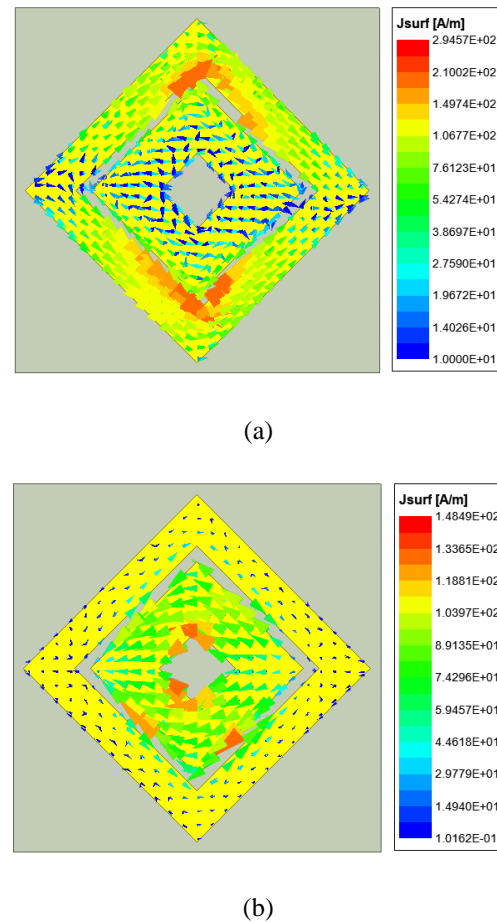 Jsurf [A/m]
2.9457E+02
2.1002E+02
1.4974E+02
1.0677E+02
7.6123E+01
5.4274E+01
3.8697E+01
2.7590E+01
1.9672E+01
1.4026E+01
1.0000E+01
(a)
Jsurf [A/m]
1.4849E+02
1.3365E+02
1.1881E+02
1.0397E+02
8.9135E+01
7.4296E+01
5.9457E+01
4.4618E+01
2.9779E+01
1.4940E+01
1.0162E-01
(b)